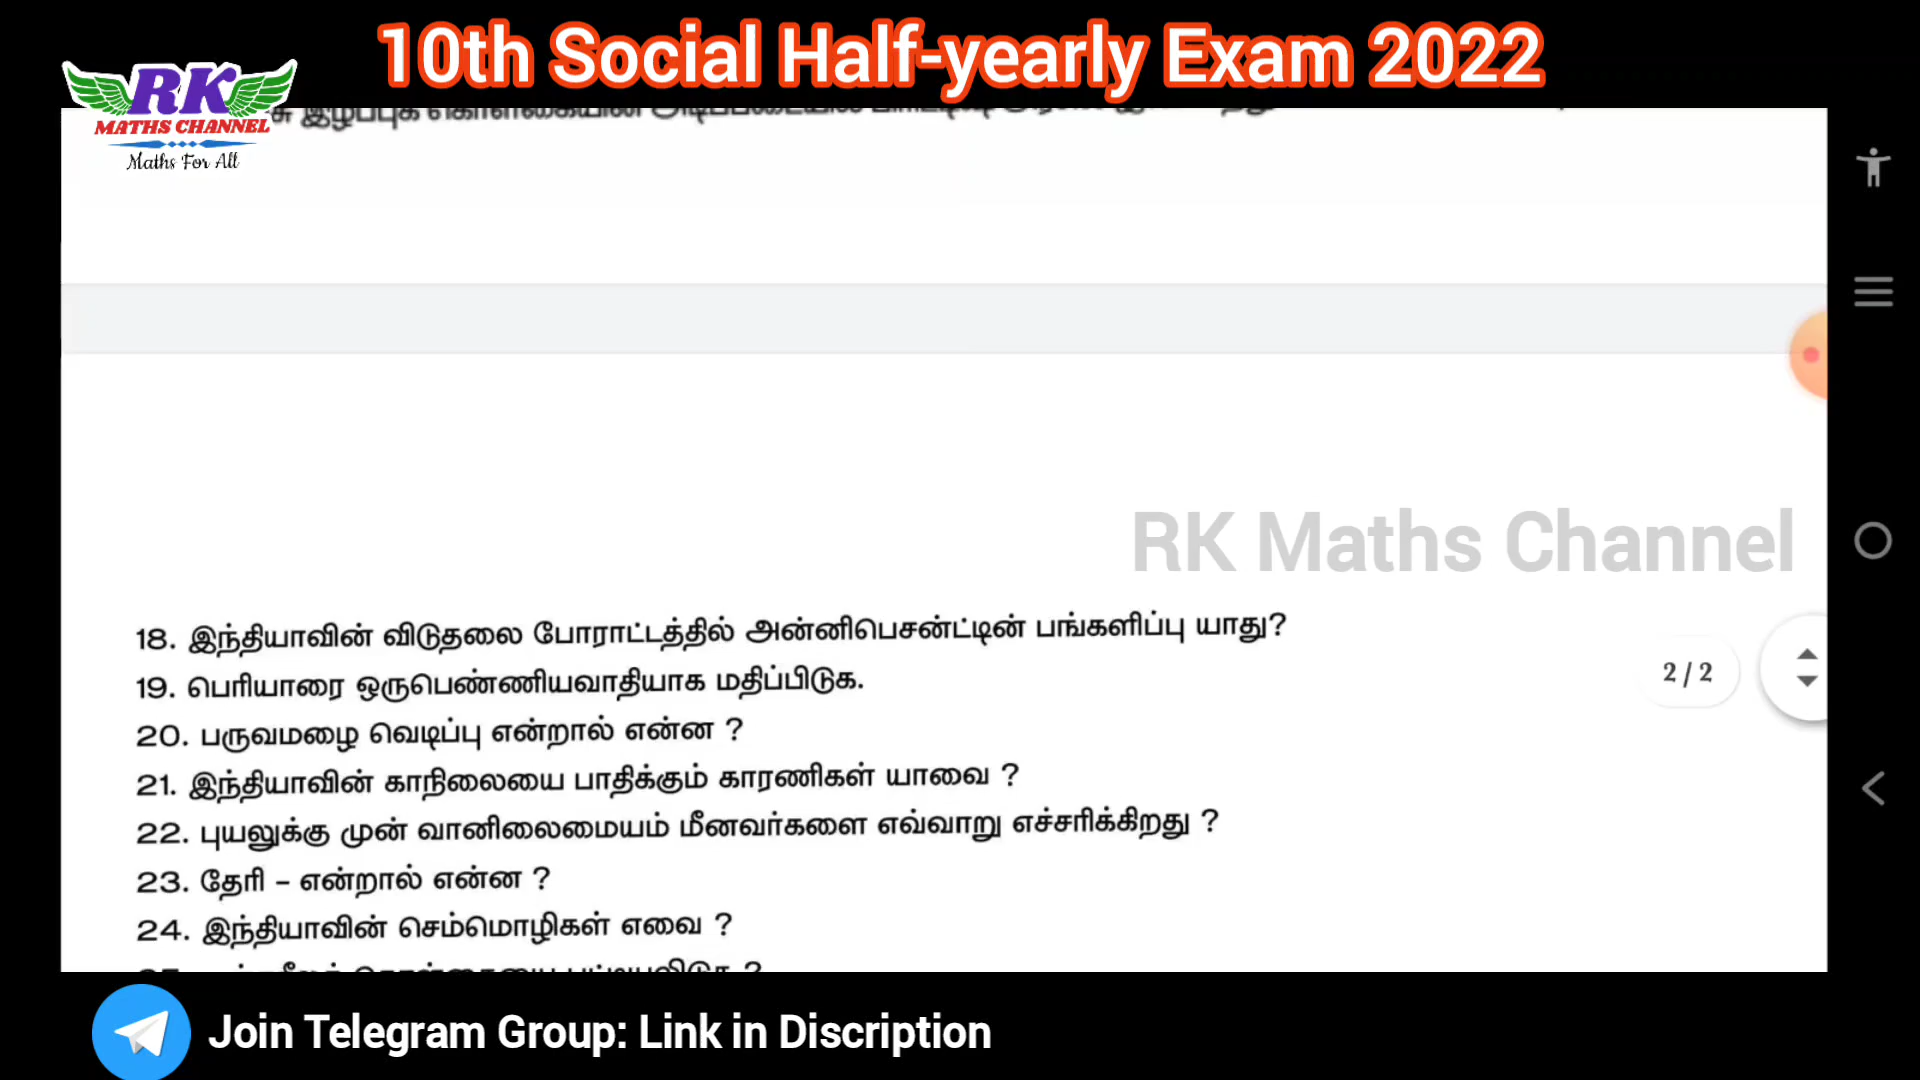 10th Social Half-yearly Exam 2022
RK
MATHS CHANNEL
Maths For All
RK Maths Channel
18. இந்தியாவின் விடுதலை போராட்டத்தில் அன்னிபெசன்ட்டின் பங்களிப்பு யாது?
19. பெரியாரை ஒருபெண்ணியவாதியாக மதிப்பிடுக.
2 / 2
20. பருவமழை வெடிப்பு என்றால் என்ன ?
21. இந்தியாவின் காநிலையை பாதிக்கும் காரணிகள் யாவை ?
22. புயலுக்கு முன் வானிலைமையம் மீனவர்களை எவ்வாறு எச்சரிக்கிறது ?
23. தேரி – என்றால் என்ன ?
24. இந்தியாவின் செம்மொழிகள் எவை ?
Join Telegram Group: Link in Discription